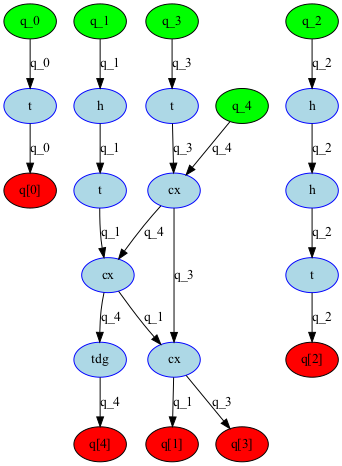 q_0 q_1 q_3 q_2
q_0 q_1 q_3 q_2
t h t q_4 h
q_0 q_1 q_3 q_4 q_2
q[0] t cx h
q_1 q_4 q_2
cx q_3 t
q_4 q_1 q_2
tdg cx q[2]
q_4 q_1 q_3
q[4] q[1] q[3]